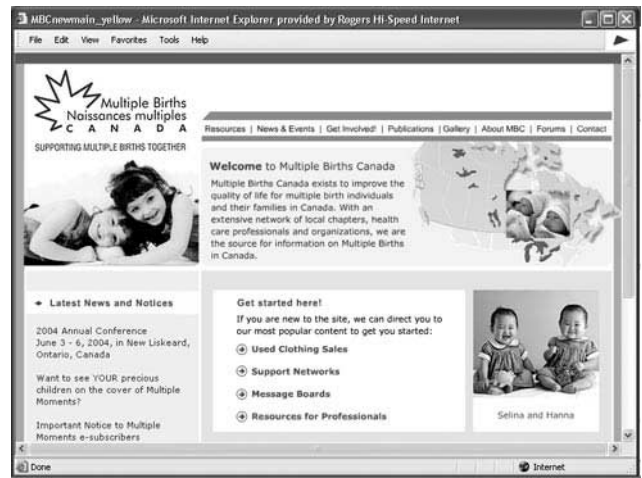 MBCnewmain_yellow - Microsoft Internet Explorer provided by Rogers Hi-Speed Internet
File Edit View Favorites Tools Help
Multiple Births
Naissances multiples
CANADA
SUPPORTING MULTIPLE BIRTHS TOGETHER
Resources | News & Events | Get Involved! | Publications | Gallery | About MBC | Forums | Contact
Welcome to Multiple Births Canada
Multiple Births Canada exists to improve the
quality of life for multiple birth individuals
and their families in Canada. With an
extensive network of local chapters, health
care professionals and organizations, we are
the source for information on Multiple Births
in Canada.
Latest News and Notices
2004 Annual Conference
June 3 - 6, 2004, in New Liskeard,
Ontario, Canada
Want to see YOUR precious
children on the cover of Multiple
Moments?
Important Notice to Multiple
Moments e-subscribers
Get started here!
If you are new to the site, we can direct you to
our most popular content to get you started:
Used Clothing Sales
Support Networks
Message Boards
Resources for Professionals
Selina and Hanna
Done
Internet